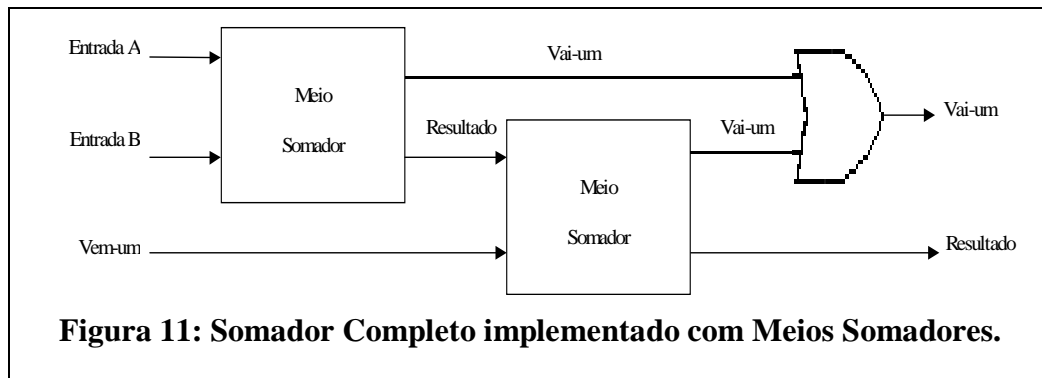 Entrada A
Vai-um
Meio
Somador
Entrada B
Resultado
Vai-um
Vai-um
Meio
Somador
Vem-um
Resultado
Figura 11: Somador Completo implementado com Meios Somadores.